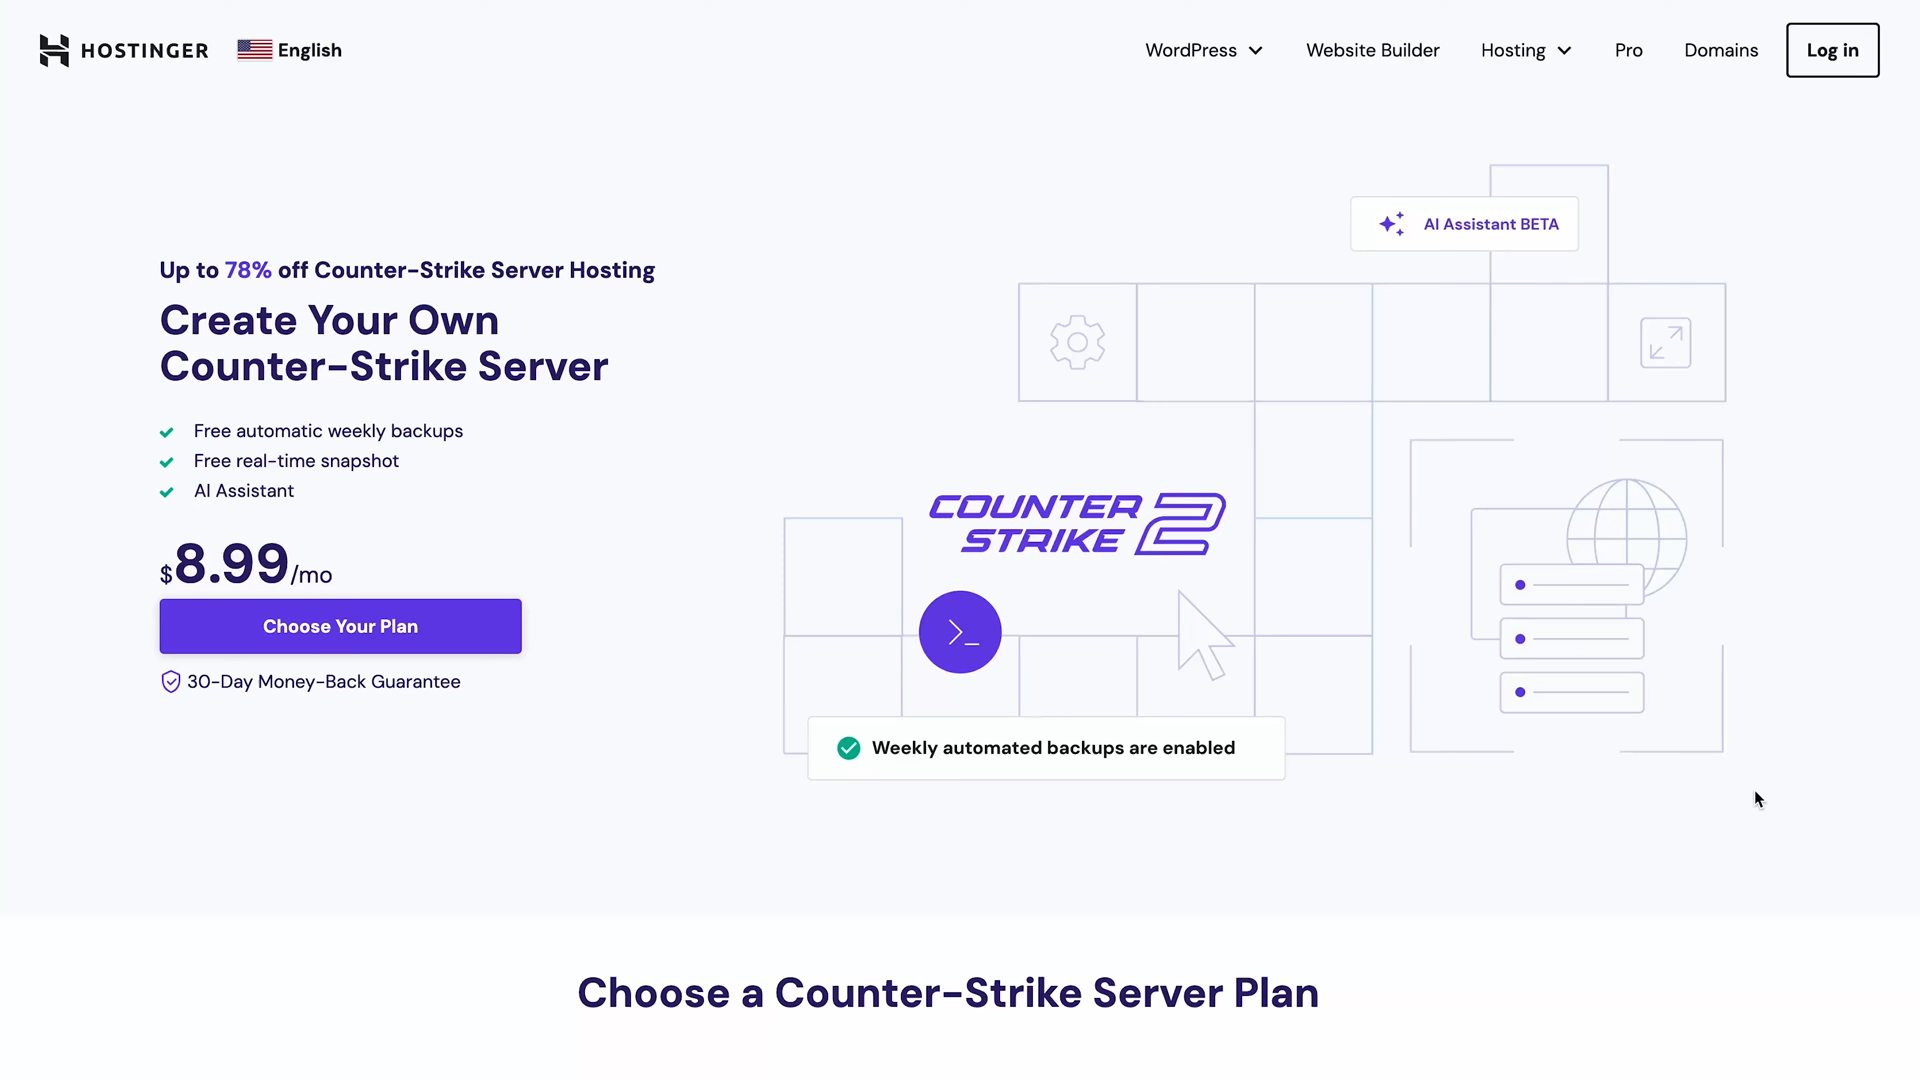 HOSTINGER
English
WordPress
Website Builder
Hosting
Pro
Domains
Log in
Up to 78% off Counter-Strike Server Hosting
Create Your Own
Counter-Strike Server
Free automatic weekly backups
Free real-time snapshot
AI Assistant
$8.99/mo
Choose Your Plan
30-Day Money-Back Guarantee
AI Assistant BETA
COUNTER
STRIKE 2
>_
Weekly automated backups are enabled
Choose a Counter-Strike Server Plan